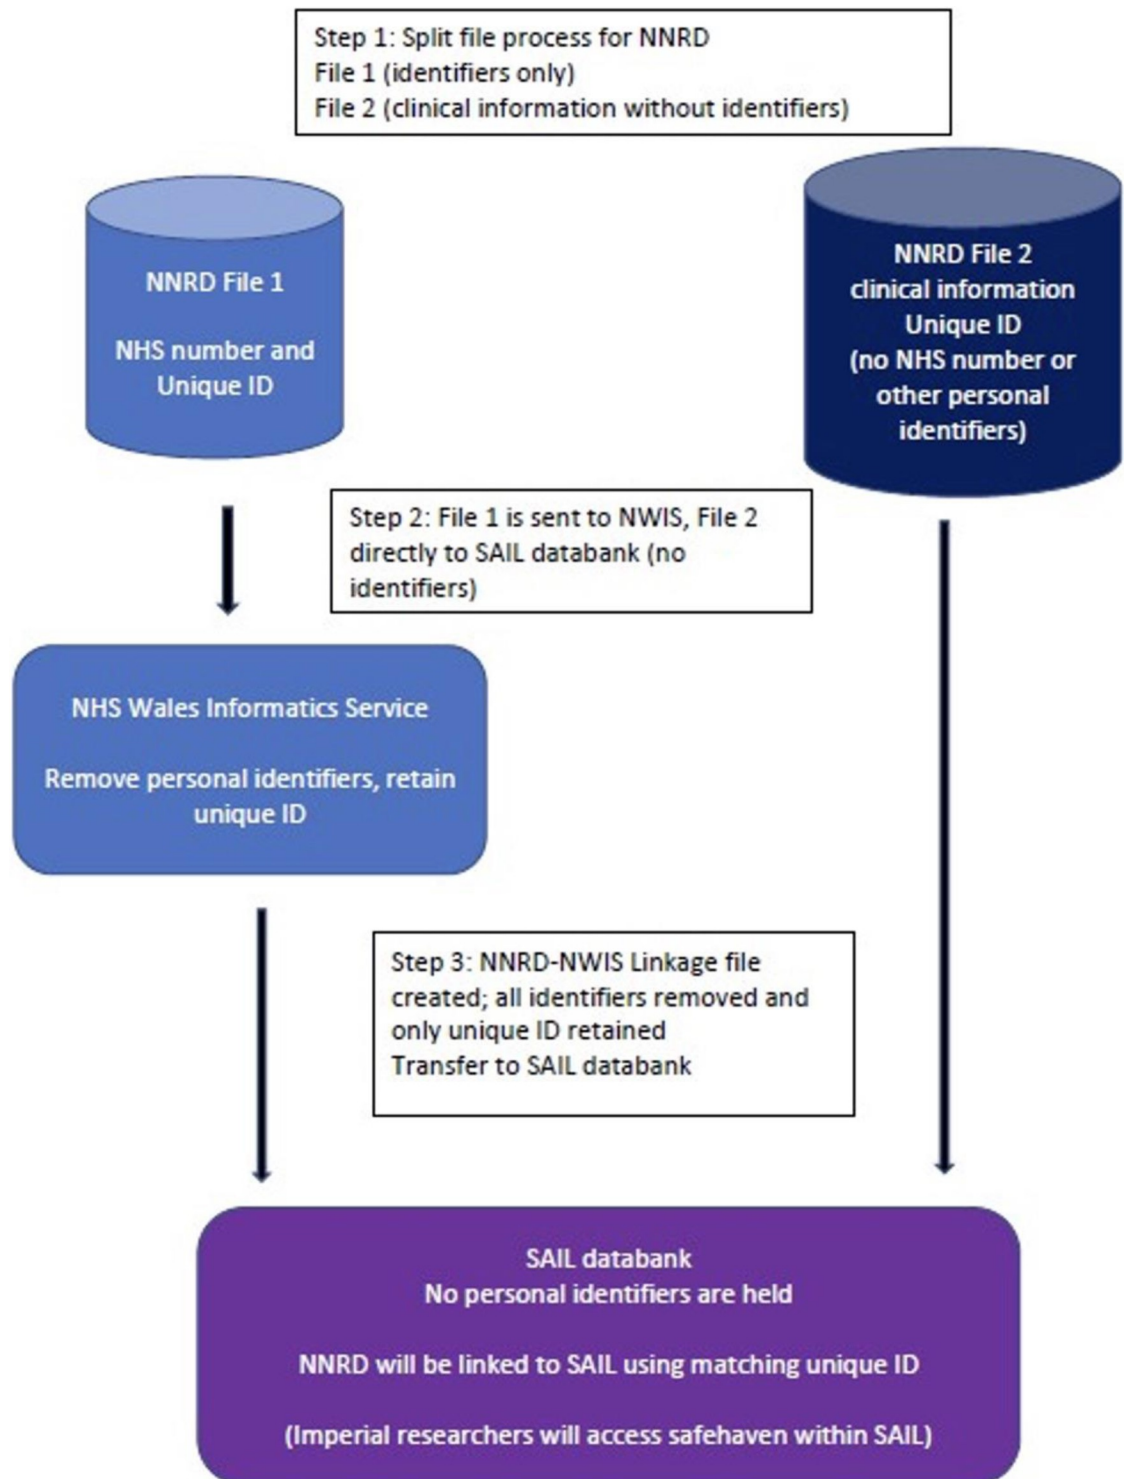 Step 1: Split file process for NNRD
File 1 (identifiers only)
File 2 (clinical information without identifiers)
NNRD File 1
NHS number and
Unique ID
NNRD File 2
clinical information
Unique ID
(no NHS number or
other personal
identifiers)
Step 2: File 1 is sent to NWIS, File 2
directly to SAIL databank (no
identifiers)
NHS Wales Informatics Service
Remove personal identifiers, retain
unique ID
Step 3: NNRD-NWIS Linkage file
created; all identifiers removed and
only unique ID retained
Transfer to SAIL databank
SAIL databank
No personal identifiers are held
NNRD will be linked to SAIL using matching unique ID
(Imperial researchers will access safehaven within SAIL)